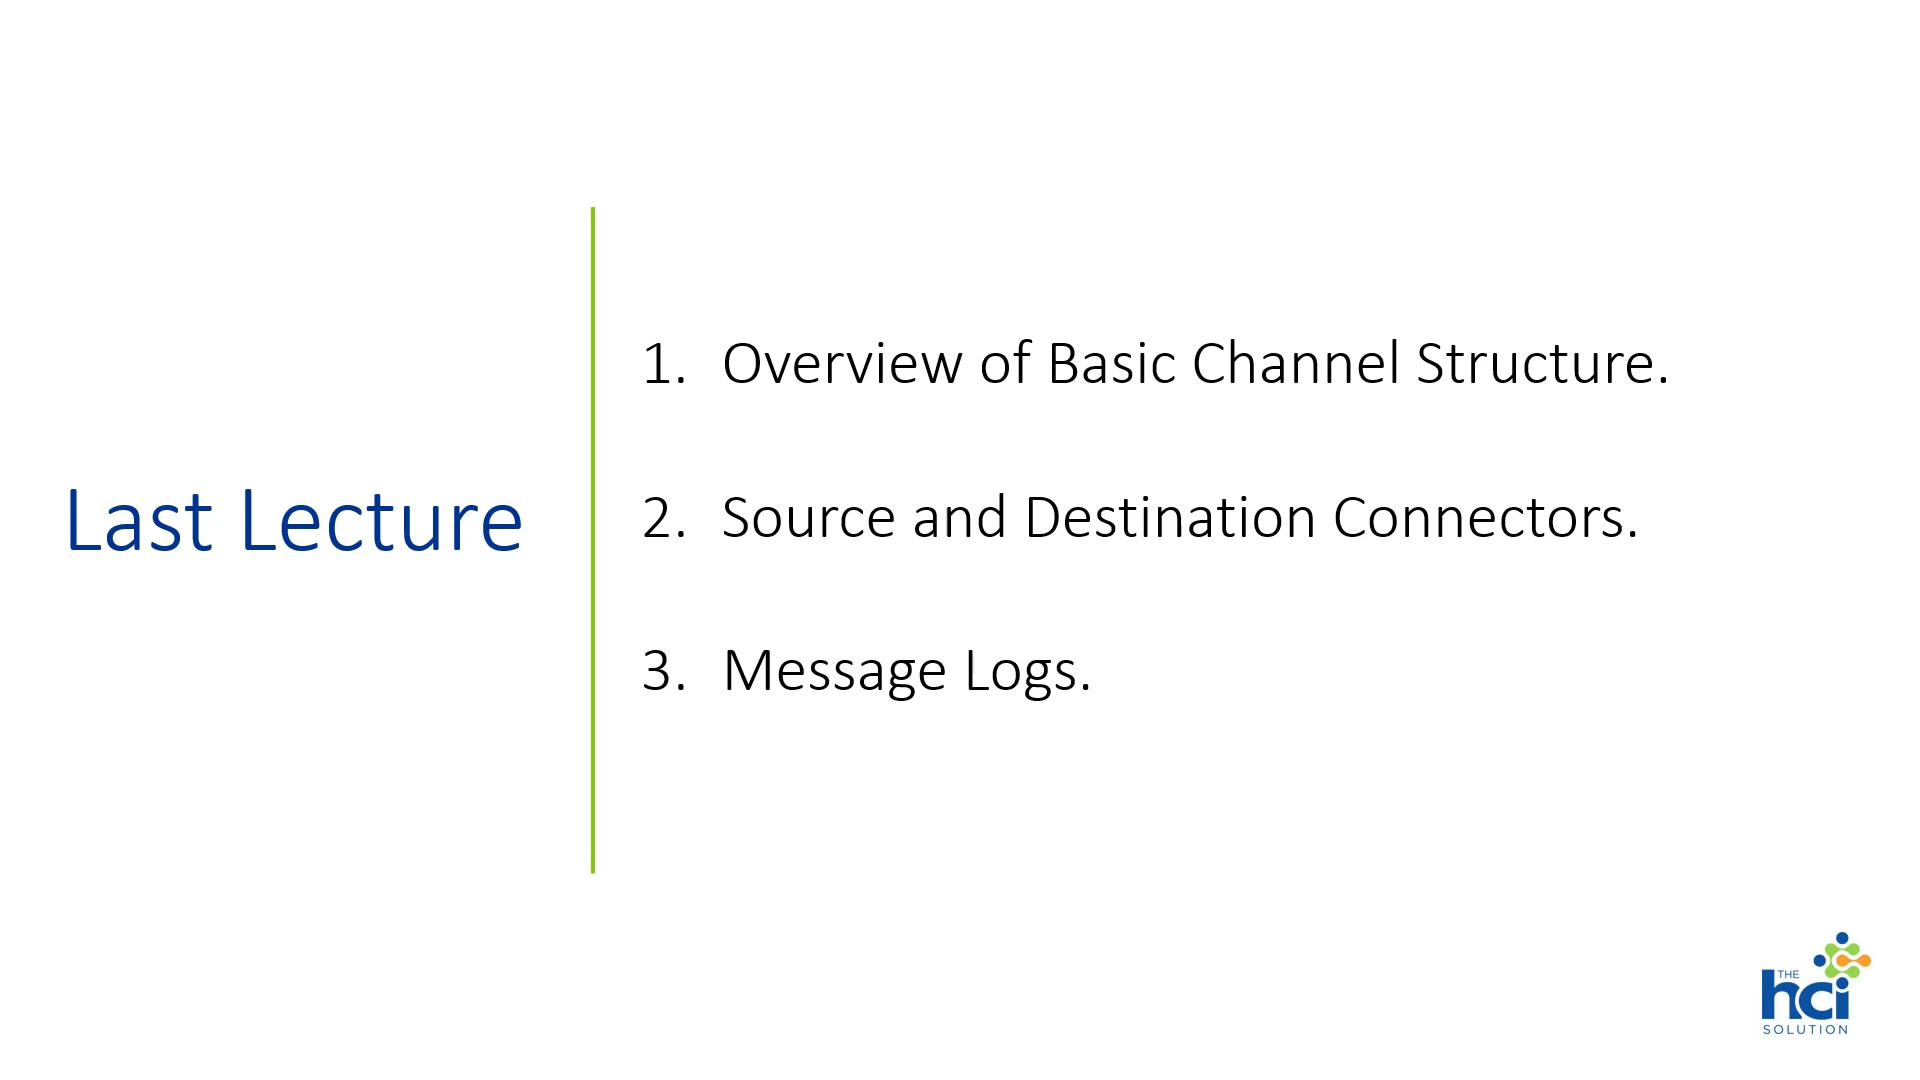 Last Lecture
1. Overview of Basic Channel Structure.
2. Source and Destination Connectors.
3. Message Logs.
THE
hci
SOLUTION